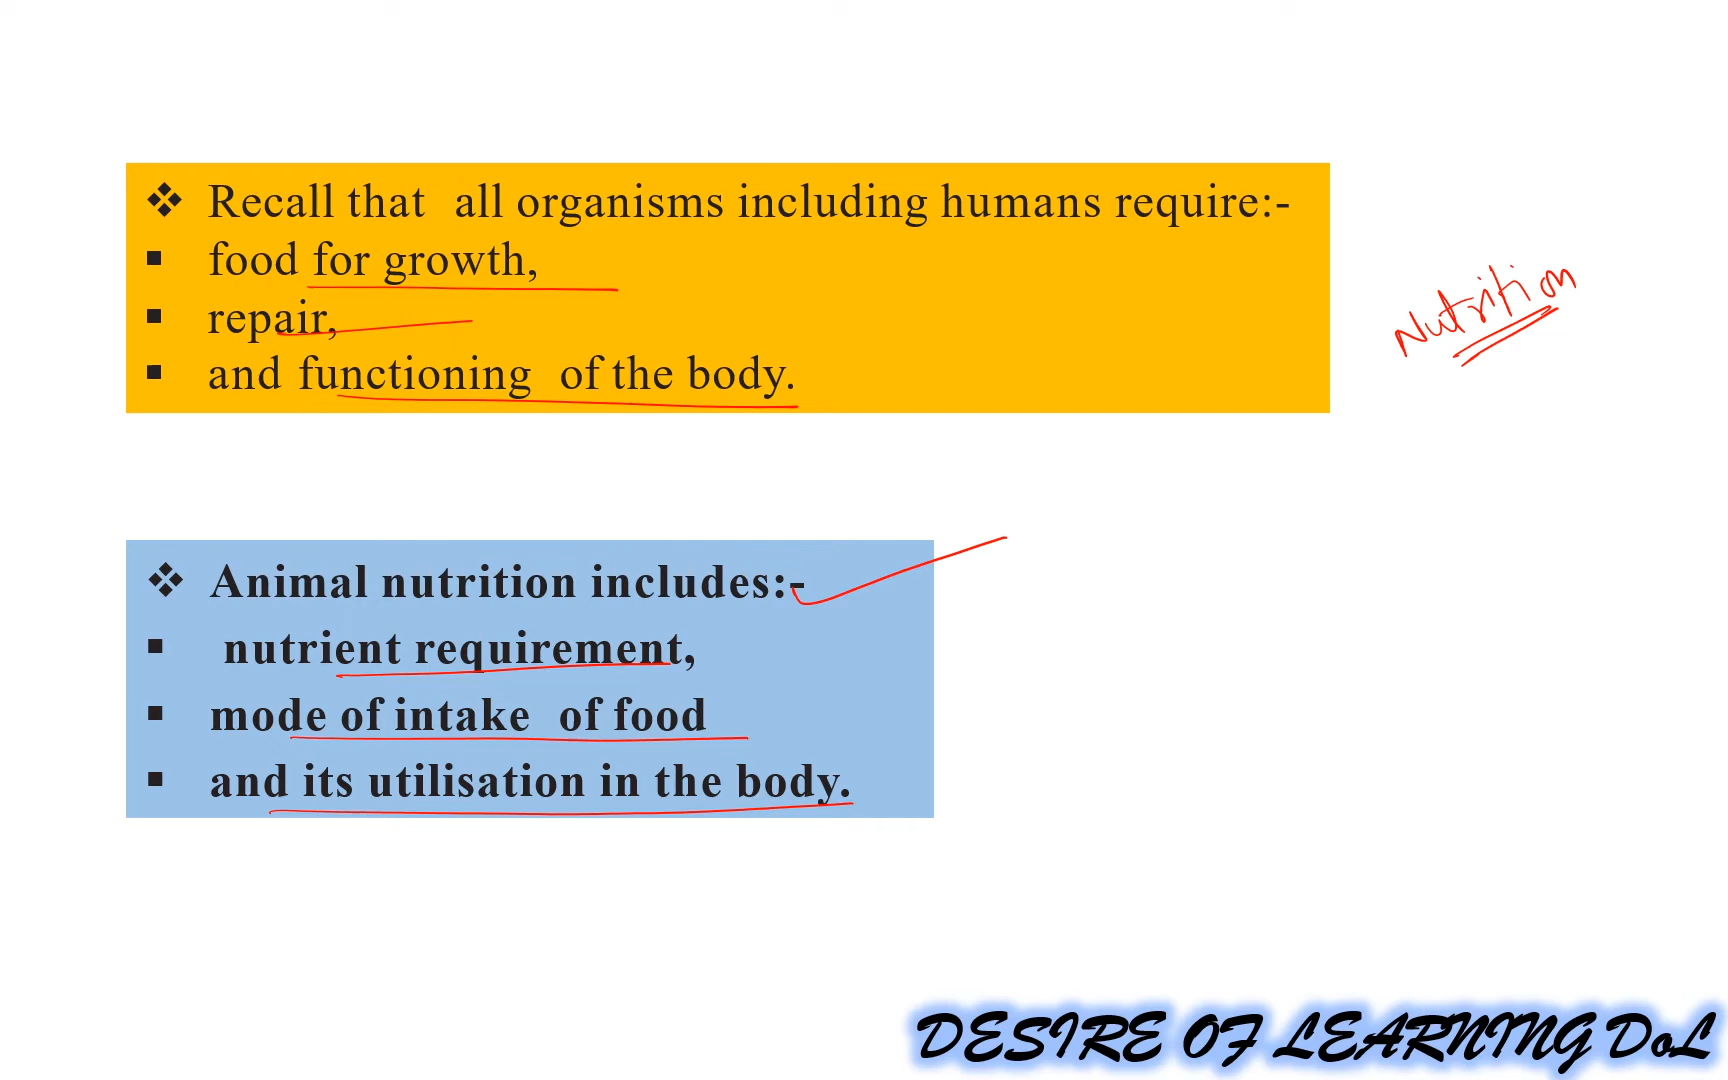 ❖ Recall that all organisms including humans require:-
▪ food for growth,
▪ repair,
▪ and functioning of the body.
Nutrition
❖ Animal nutrition includes:-
▪ nutrient requirement,
▪ mode of intake of food
▪ and its utilisation in the body.
DESIRE OF LEARNING DoL